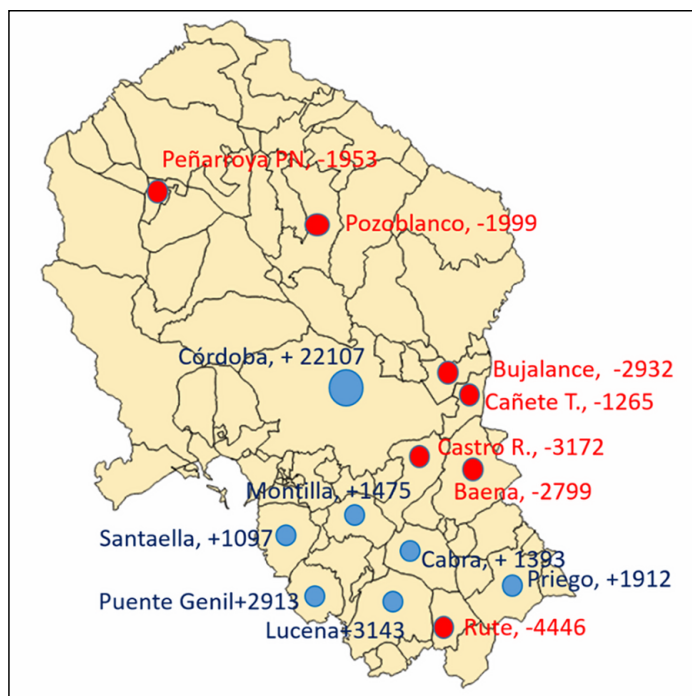 Peñarroya PN, -1953
Pozoblanco, -1999
Córdoba, + 22107
Bujalance, -2932
Cañete T., -1265
Castro R., -3172
Baena, -2799
Montilla, +1475
Santaella, +1097
Cabra, + 1393
Priego, +1912
Puente Genil+2913
Lucena+3143
Rute, -4446